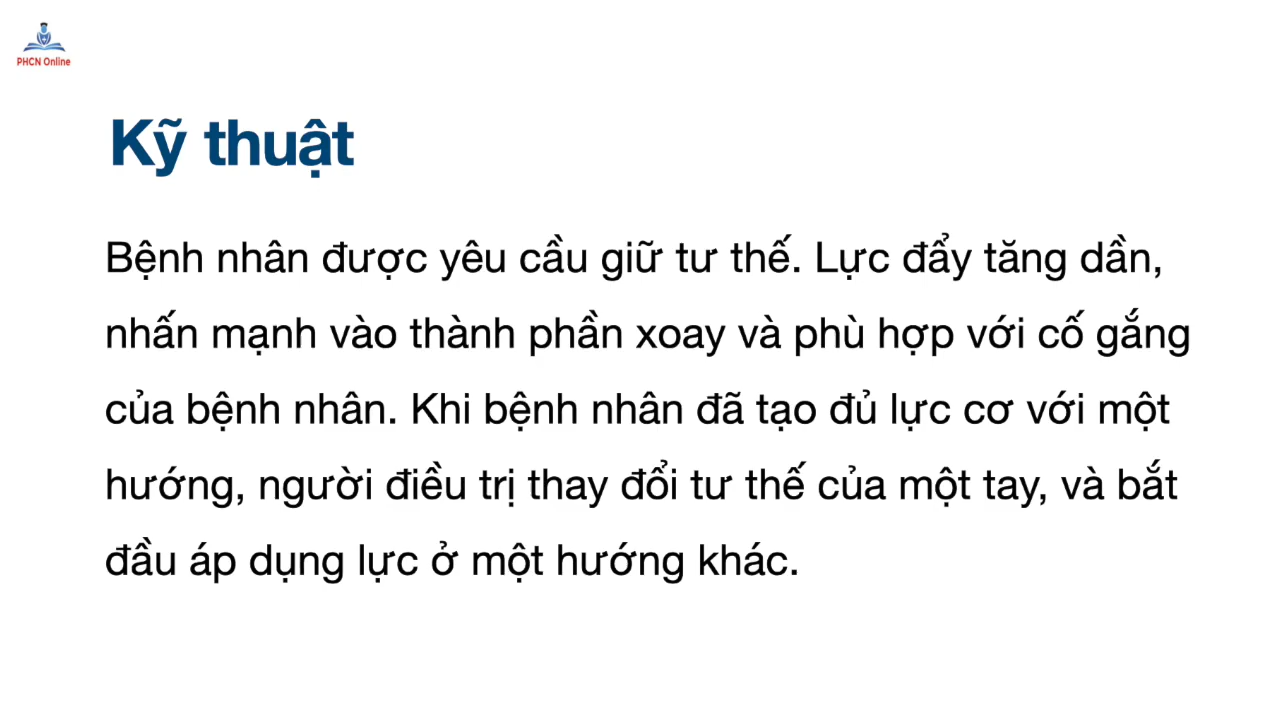 PHCN Online
Kỹ thuật
Bệnh nhân được yêu cầu giữ tư thế. Lực đẩy tăng dần,
nhấn mạnh vào thành phần xoay và phù hợp với cố gắng
của bệnh nhân. Khi bệnh nhân đã tạo đủ lực cơ với một
hướng, người điều trị thay đổi tư thế của một tay, và bắt
đầu áp dụng lực ở một hướng khác.